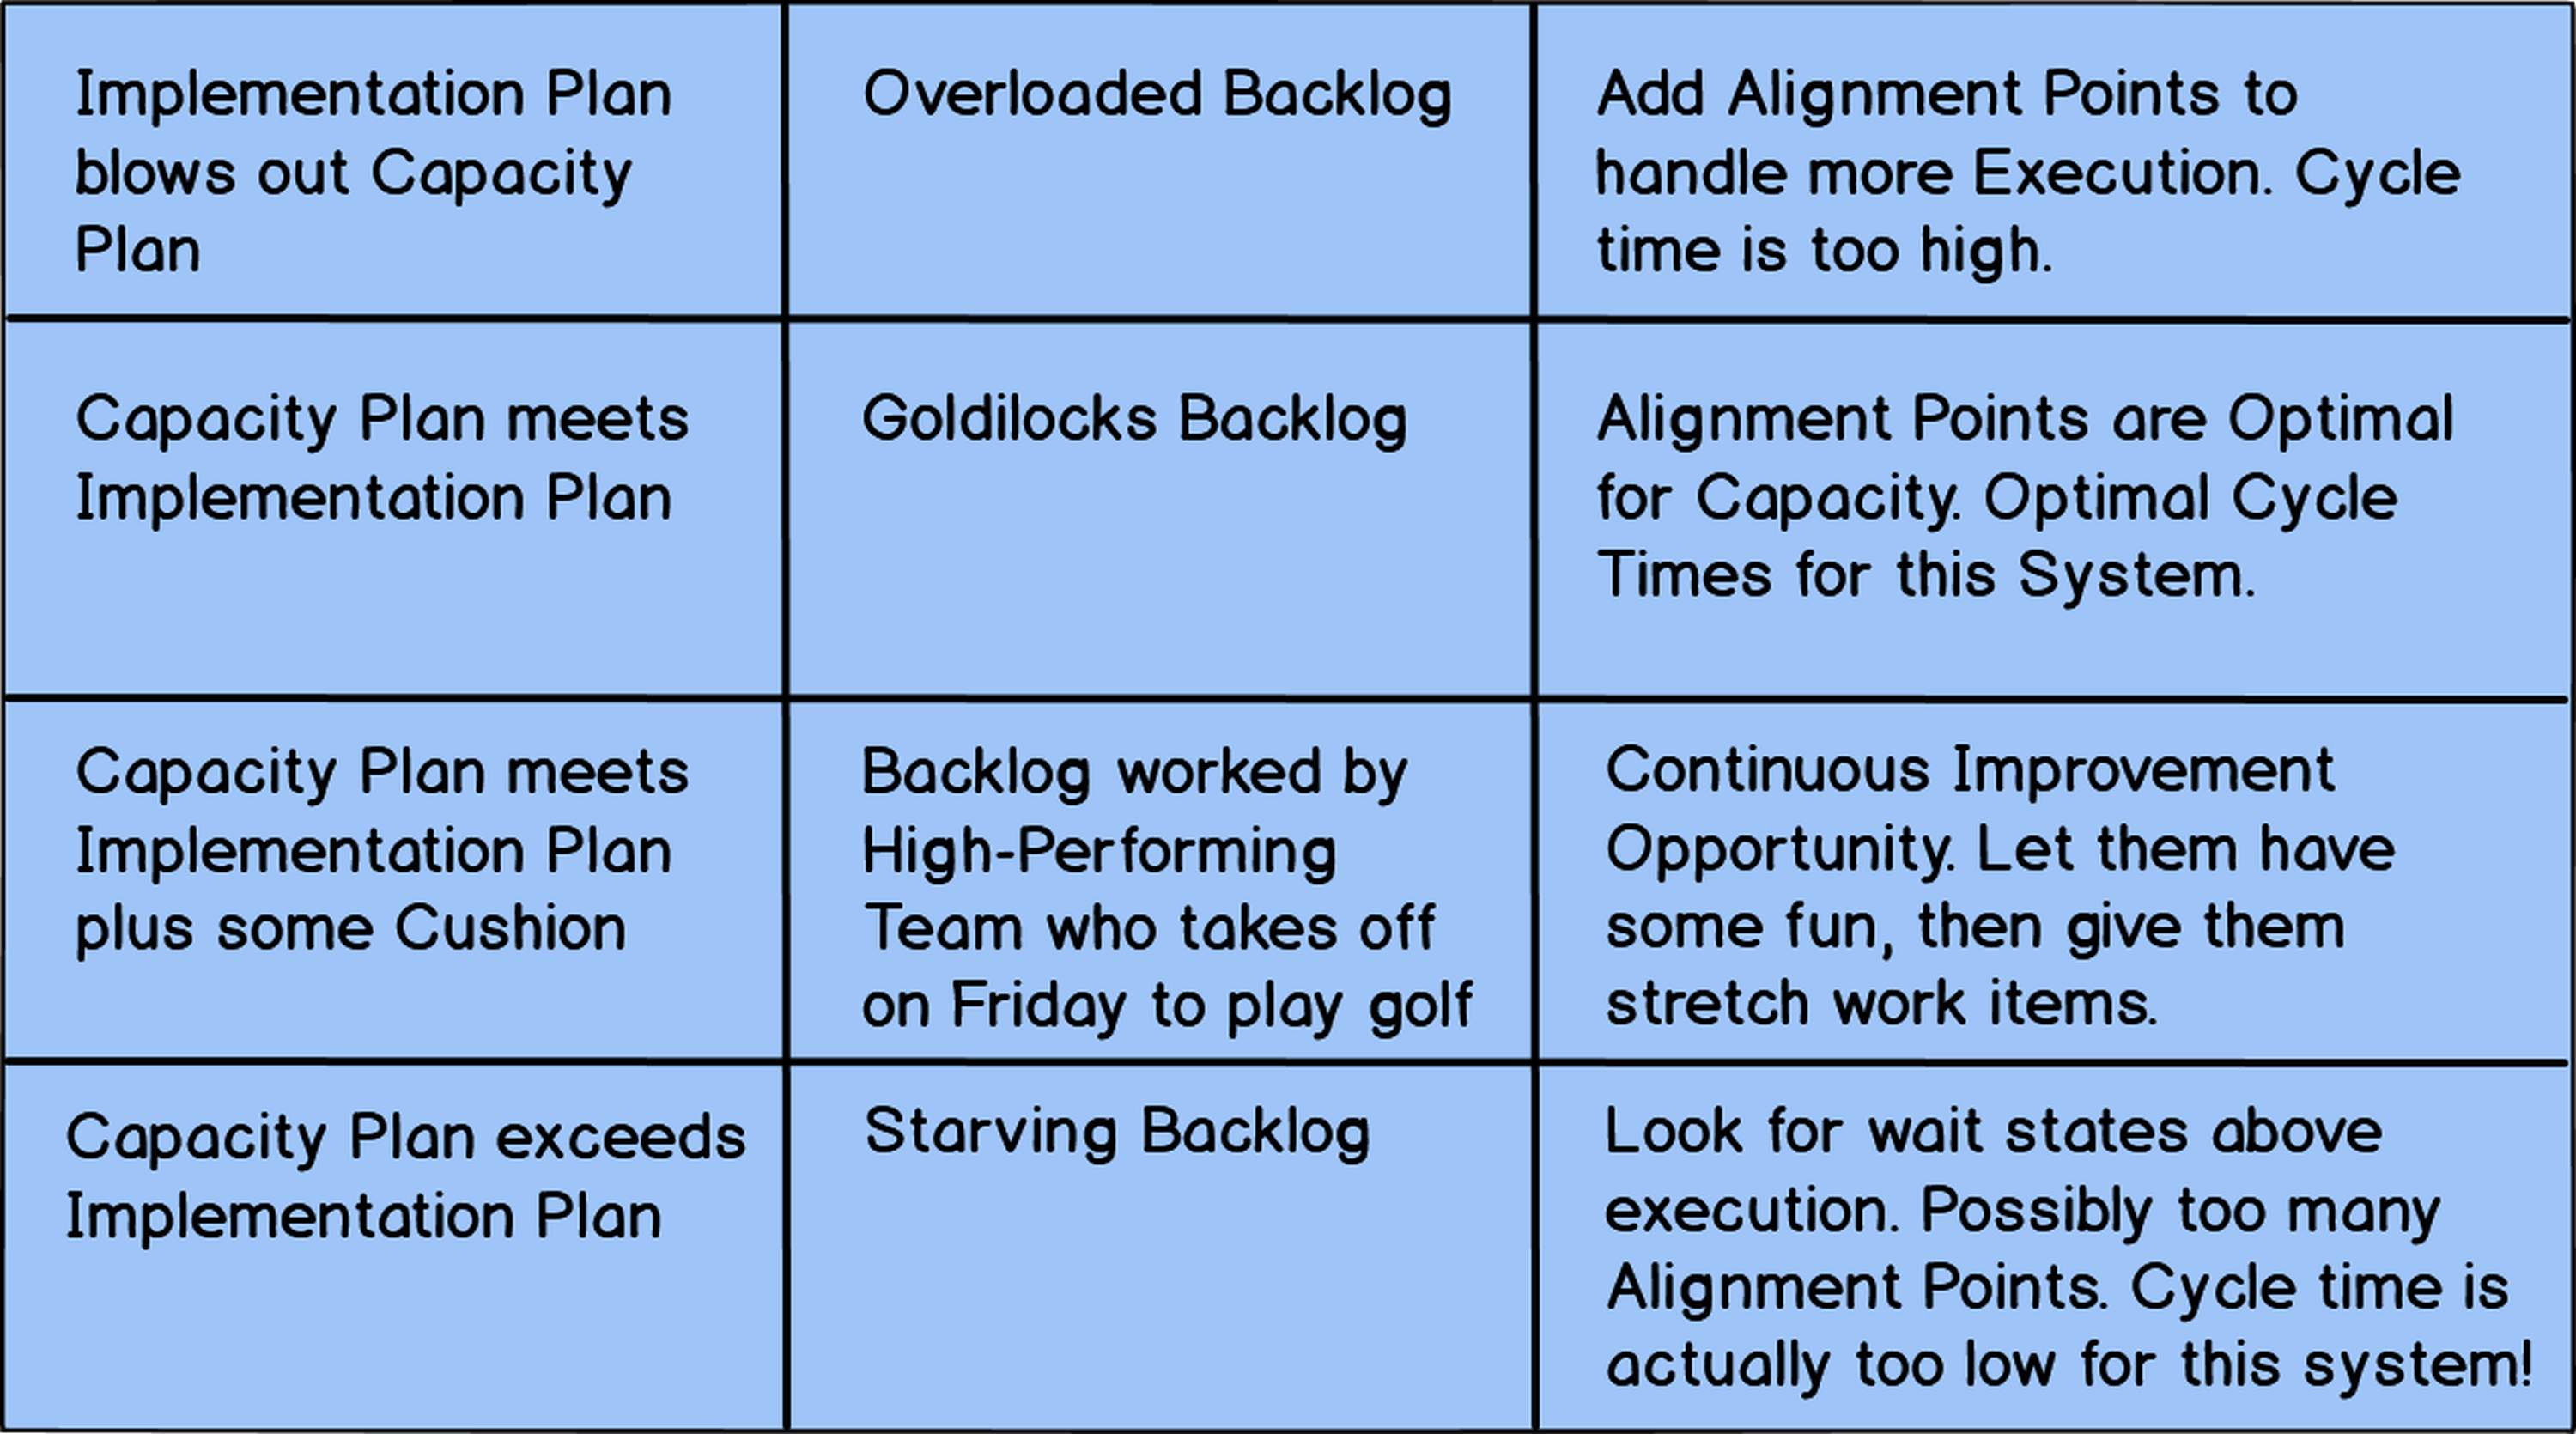 Implementation Plan
blows out Capacity
Plan
Overloaded Backlog
Add Alignment Points to
handle more Execution. Cycle
time is too high.
Capacity Plan meets
Implementation Plan
Goldilocks Backlog
Alignment Points are Optimal
for Capacity. Optimal Cycle
Times for this System.
Capacity Plan meets
Implementation Plan
plus some Cushion
Backlog worked by
High-Performing
Team who takes off
on Friday to play golf
Continuous Improvement
Opportunity. Let them have
some fun, then give them
stretch work items.
Capacity Plan exceeds
Implementation Plan
Starving Backlog
Look for wait states above
execution. Possibly too many
Alignment Points. Cycle time is
actually too low for this system!